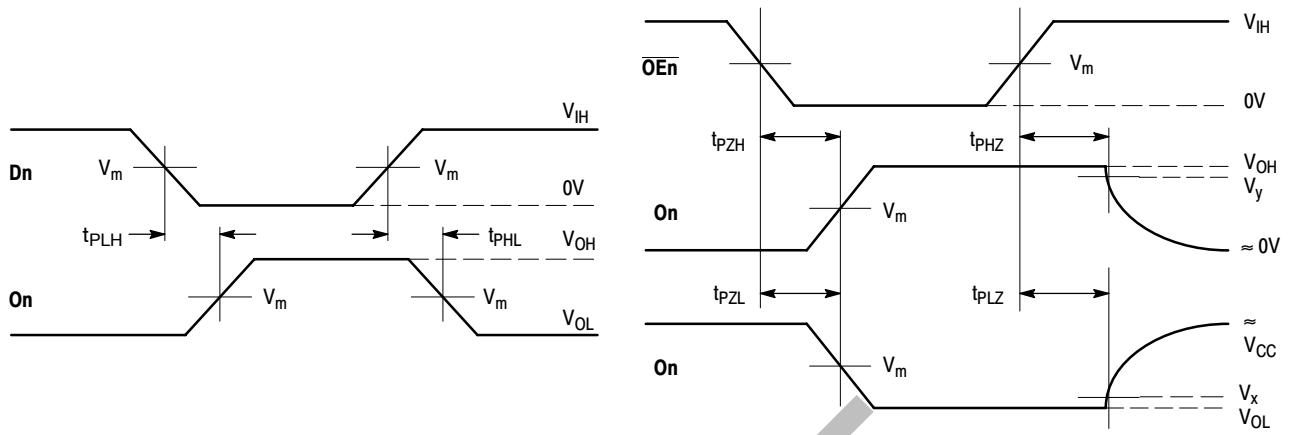 V_IH
Dn
V_m
V_m
0V
t_PLH
t_PHL
V_OH
On
V_m
V_m
V_OL
V_IH
OEn
V_m
0V
t_PZH
t_PHZ
V_OH
V_y
On
V_m
≈ 0V
t_PZL
t_PLZ
≈
V_CC
On
V_m
V_x
V_OL